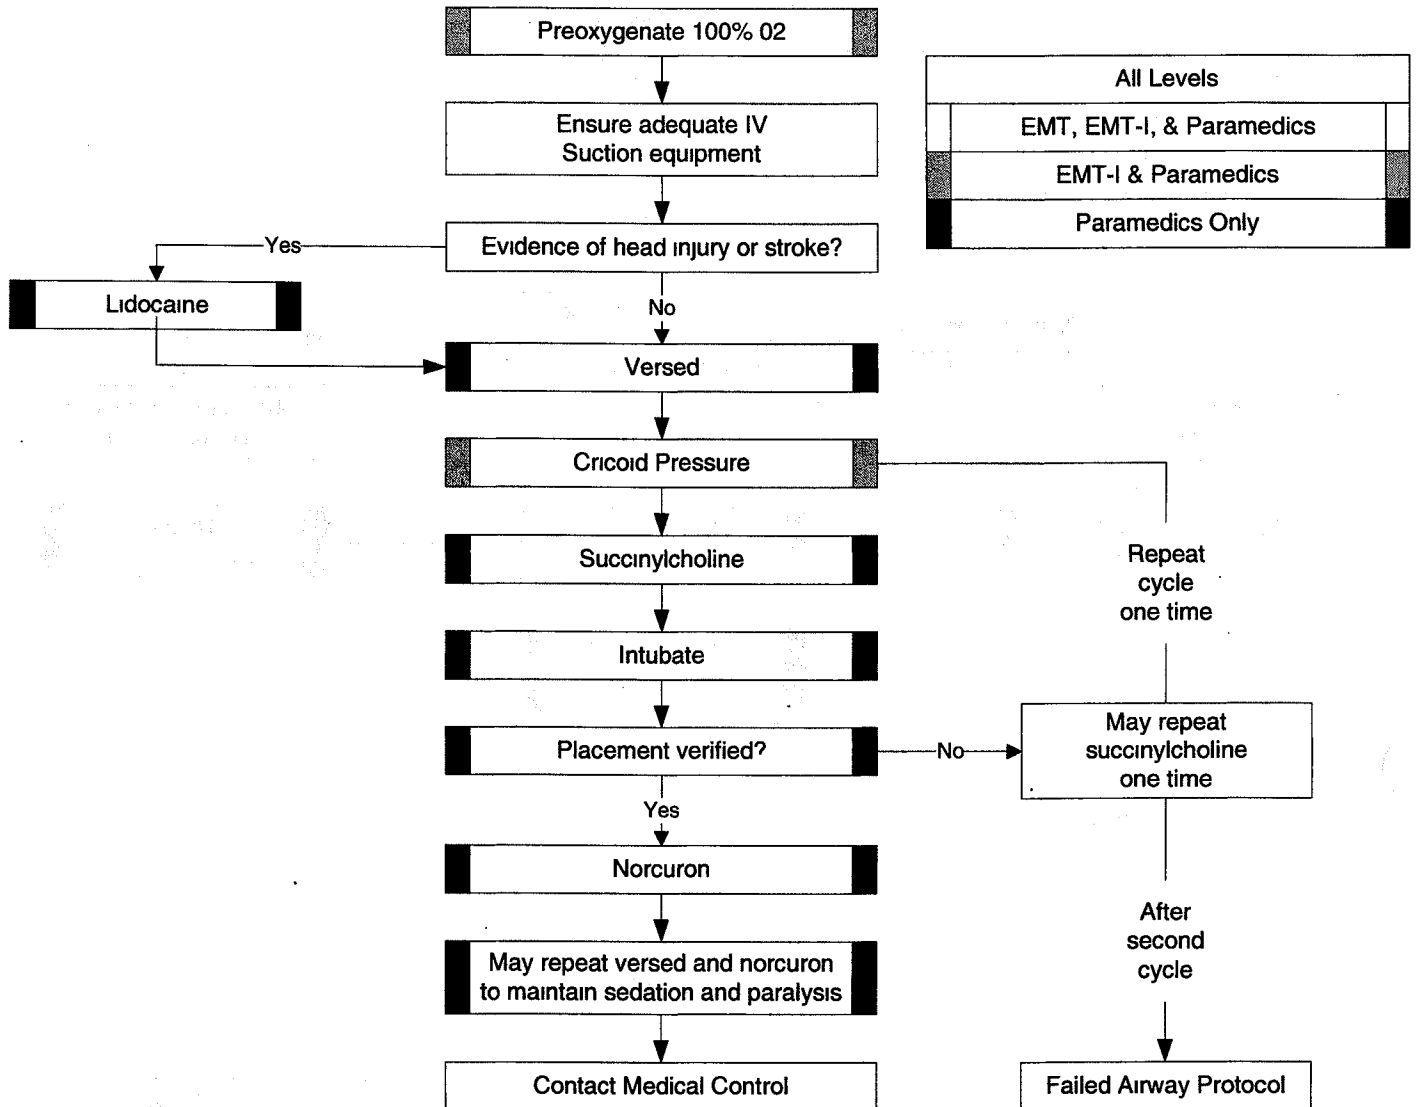 Preoxygenate 100% 02
All Levels
EMT, EMT-I, & Paramedics
EMT-I & Paramedics
Paramedics Only
Ensure adequate IV
Suction equipment
Evidence of head injury or stroke?
Yes
Lidocaine
No
Versed
Cricoid Pressure
Succinylcholine
Repeat
cycle
one time
Intubate
Placement verified?
No
May repeat
succinylcholine
one time
Yes
Norcuron
After
second
cycle
May repeat versed and norcuron
to maintain sedation and paralysis
Contact Medical Control
Failed Airway Protocol